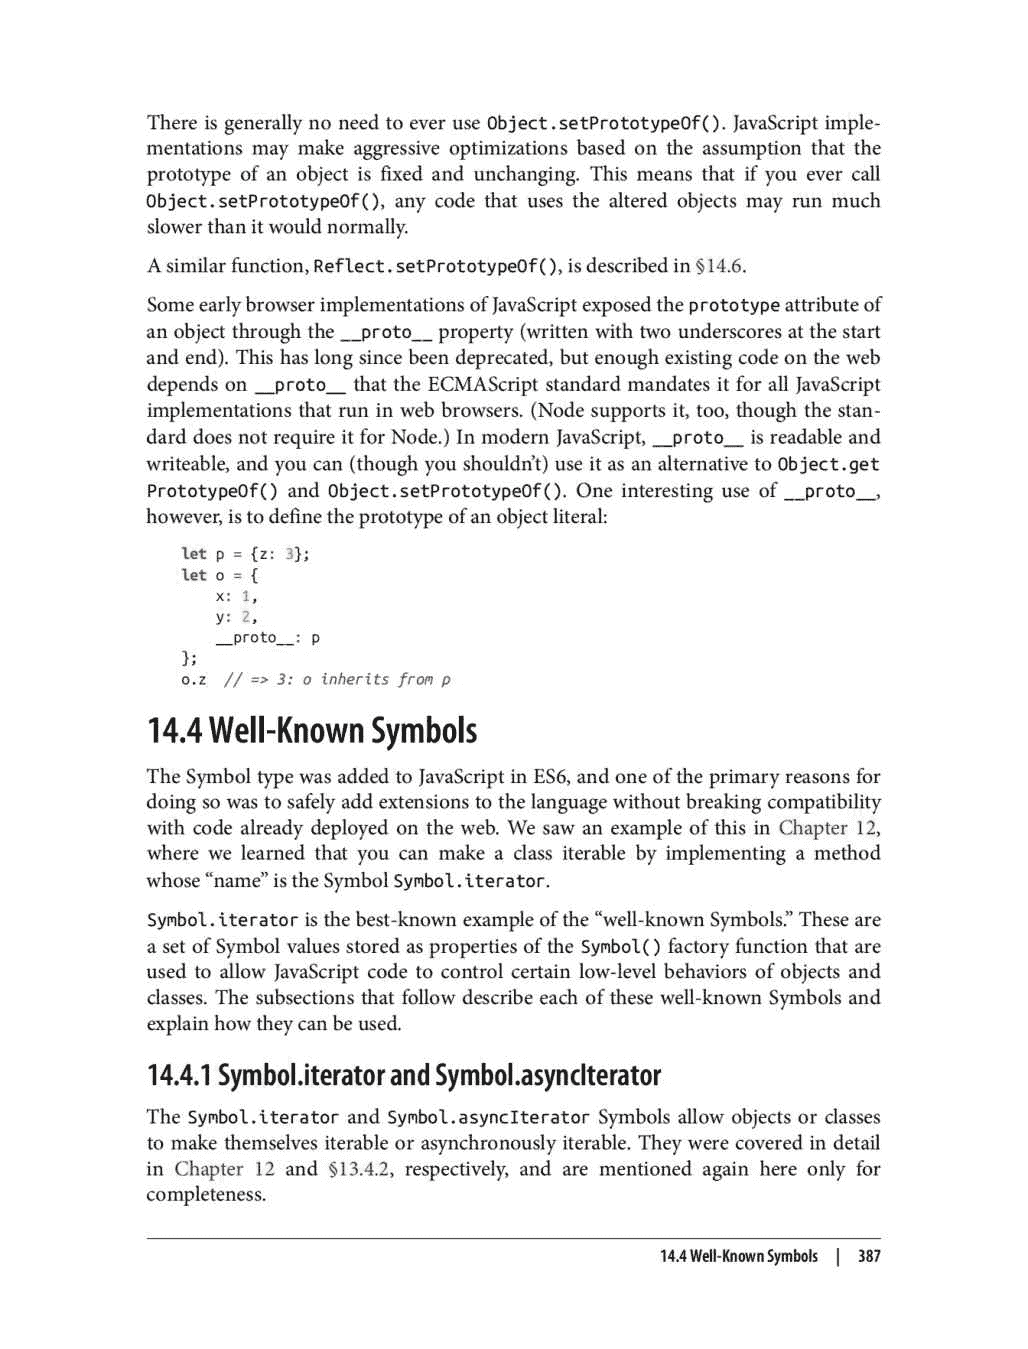 There is generally no need to ever use Object.setPrototypeOf(). JavaScript imple-
mentations may make aggressive optimizations based on the assumption that the
prototype of an object is fixed and unchanging. This means that if you ever call
Object.setPrototypeOf(), any code that uses the altered objects may run much
slower than it would normally.
A similar function, Reflect.setPrototypeOf(), is described in §14.6.
Some early browser implementations of JavaScript exposed the prototype attribute of
an object through the __proto__ property (written with two underscores at the start
and end). This has long since been deprecated, but enough existing code on the web
depends on __proto__ that the ECMAScript standard mandates it for all JavaScript
implementations that run in web browsers. (Node supports it, too, though the stan-
dard does not require it for Node.) In modern JavaScript, __proto__ is readable and
writeable, and you can (though you shouldn't) use it as an alternative to Object.get
PrototypeOf() and Object.setPrototypeOf(). One interesting use of __proto__,
however, is to define the prototype of an object literal:
let p = {z: 3};
let o = {
    x: 1,
    y: 2,
    __proto__: p
};
o.z  // => 3: o inherits from p
14.4 Well-Known Symbols
The Symbol type was added to JavaScript in ES6, and one of the primary reasons for
doing so was to safely add extensions to the language without breaking compatibility
with code already deployed on the web. We saw an example of this in Chapter 12,
where we learned that you can make a class iterable by implementing a method
whose “name” is the Symbol Symbol.iterator.
Symbol.iterator is the best-known example of the “well-known Symbols.” These are
a set of Symbol values stored as properties of the Symbol() factory function that are
used to allow JavaScript code to control certain low-level behaviors of objects and
classes. The subsections that follow describe each of these well-known Symbols and
explain how they can be used.
14.4.1 Symbol.iterator and Symbol.asyncIterator
The Symbol.iterator and Symbol.asyncIterator Symbols allow objects or classes
to make themselves iterable or asynchronously iterable. They were covered in detail
in Chapter 12 and §13.4.2, respectively, and are mentioned again here only for
completeness.
14.4 Well-Known Symbols | 387